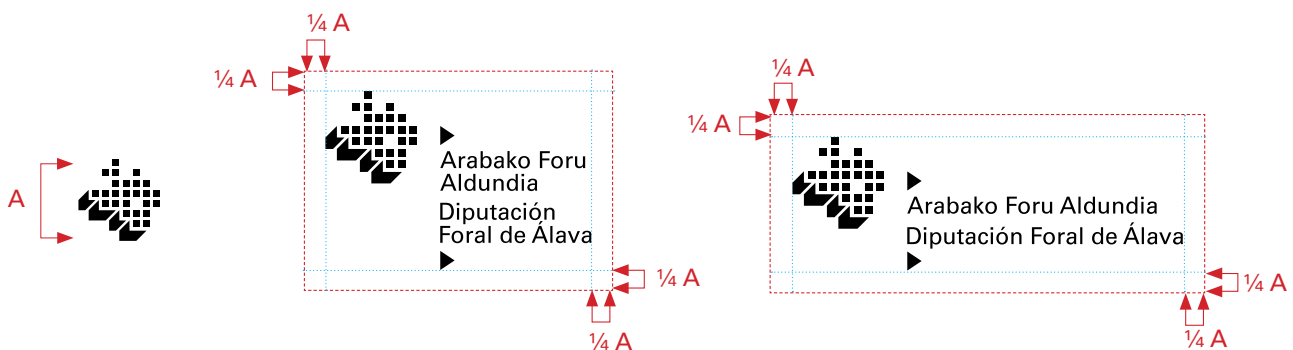 A
¼ A
¼ A
Arabako Foru
Aldundia
Diputación
Foral de Álava
¼ A
¼ A
¼ A
¼ A
Arabako Foru Aldundia
Diputación Foral de Álava
¼ A
¼ A